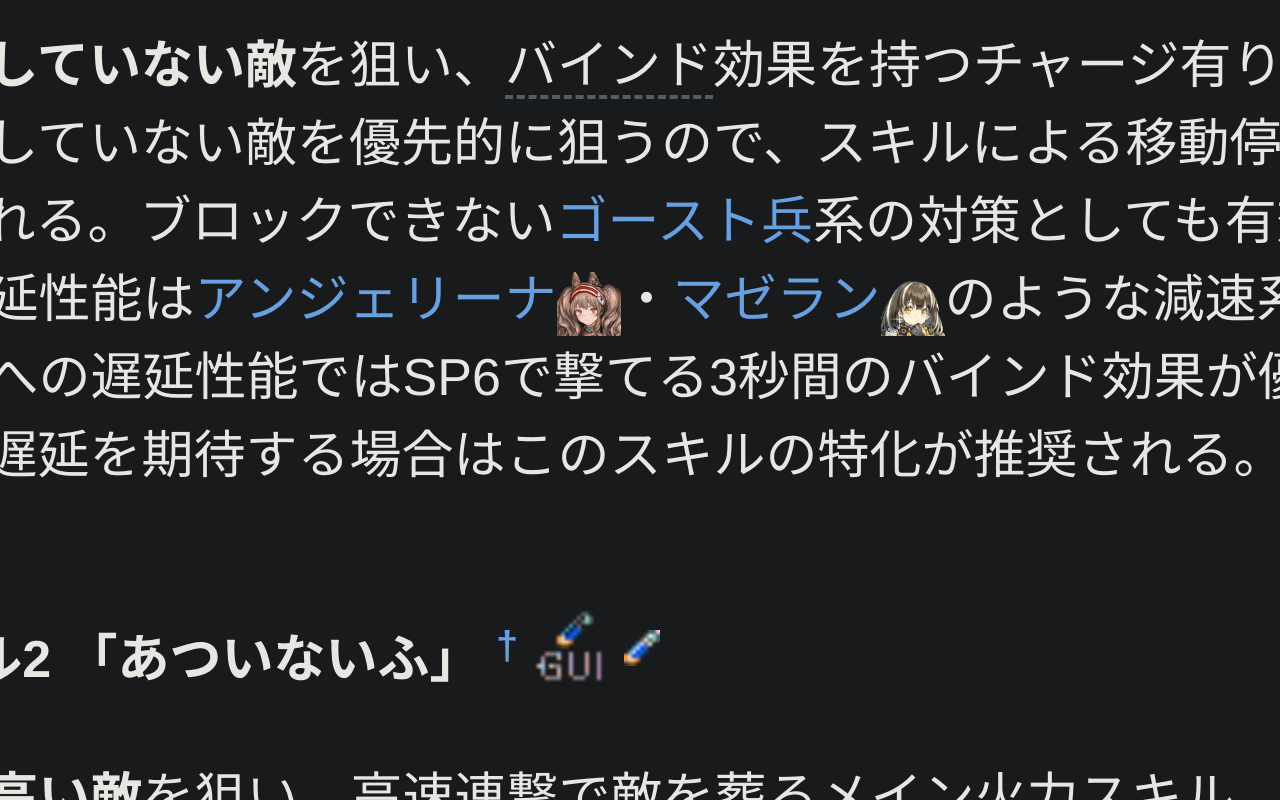 していない敵を狙い、バインド効果を持つチャージ有り
していない敵を優先的に狙うので、スキルによる移動停
れる。ブロックできないゴースト兵系の対策としても有
延性能はアンジェリーナ・マゼランのような減速系
への遅延性能ではSP6で撃てる3秒間のバインド効果が優
遅延を期待する場合はこのスキルの特化が推奨される。
ル2 「あついないふ」 † GUI
高い敵を狙い、高速連撃で敵を葬るメイン火力スキル